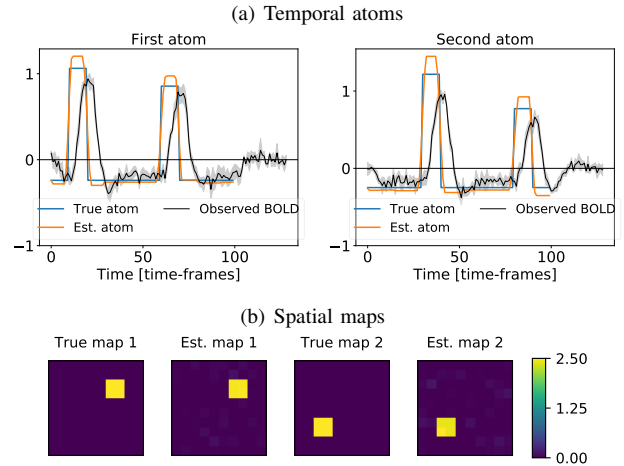 (a) Temporal atoms
First atom
Second atom
1
0
−1
True atom
Observed BOLD
Est. atom
0
50
100
Time [time-frames]
1
0
−1
True atom
Observed BOLD
Est. atom
0
50
100
Time [time-frames]
(b) Spatial maps
True map 1
Est. map 1
True map 2
Est. map 2
2.50
1.25
0.00